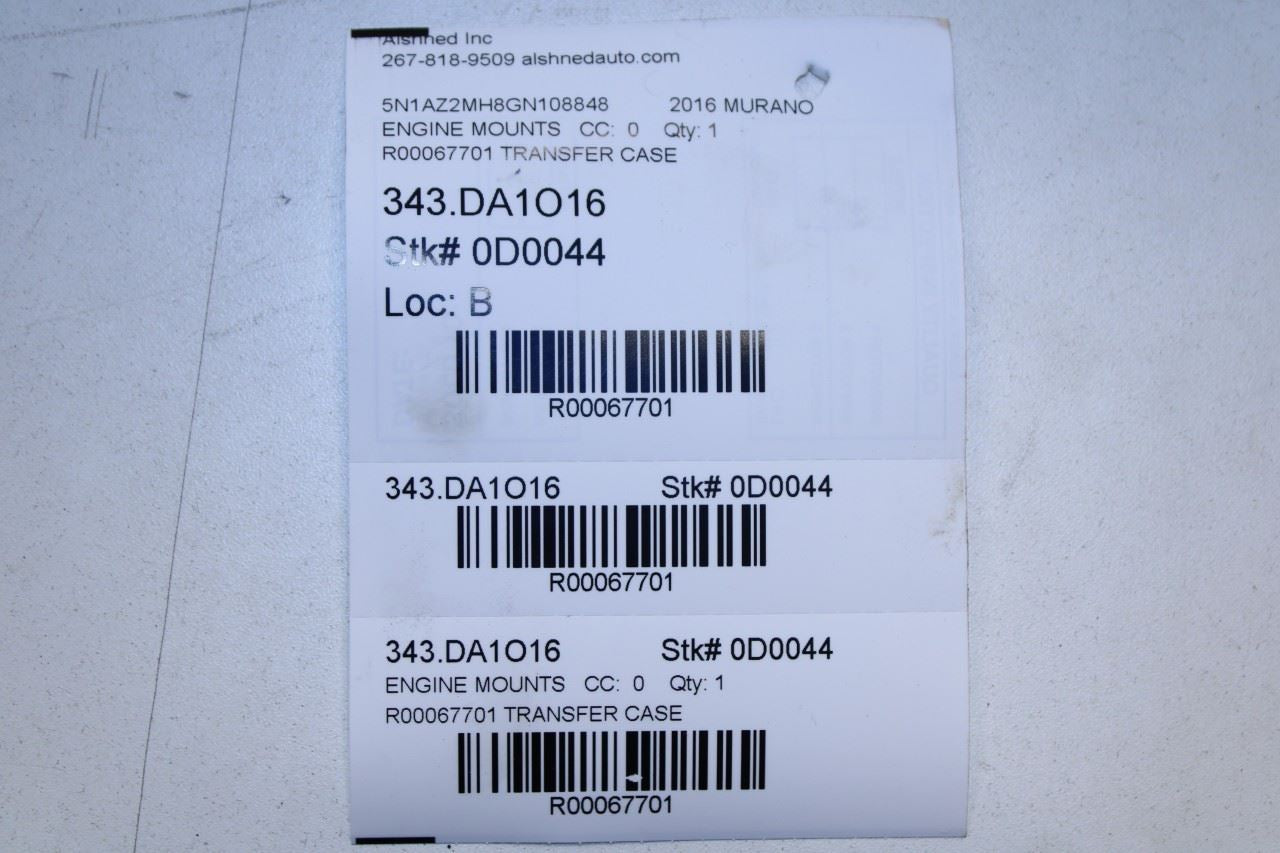 Alshned Inc
267-818-9509 alshnedauto.com
5N1AZ2MH8GN108848 2016 MURANO
ENGINE MOUNTS CC: 0 Qty: 1
R00067701 TRANSFER CASE
343.DA1O16
Stk# 0D0044
Loc: B
R00067701
343.DA1O16 Stk# 0D0044
R00067701
343.DA1O16 Stk# 0D0044
ENGINE MOUNTS CC: 0 Qty: 1
R00067701 TRANSFER CASE
R00067701